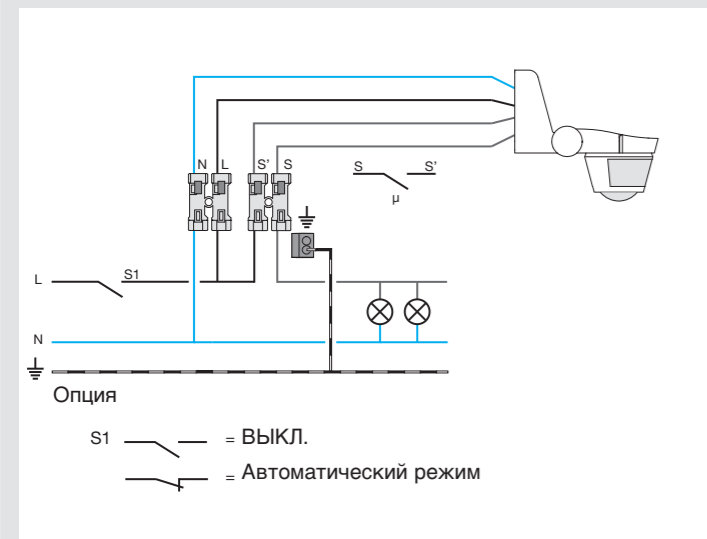 N L S’ S
S S’
µ
L S1
N
Опция
S1 = ВЫКЛ.
= Автоматический режим